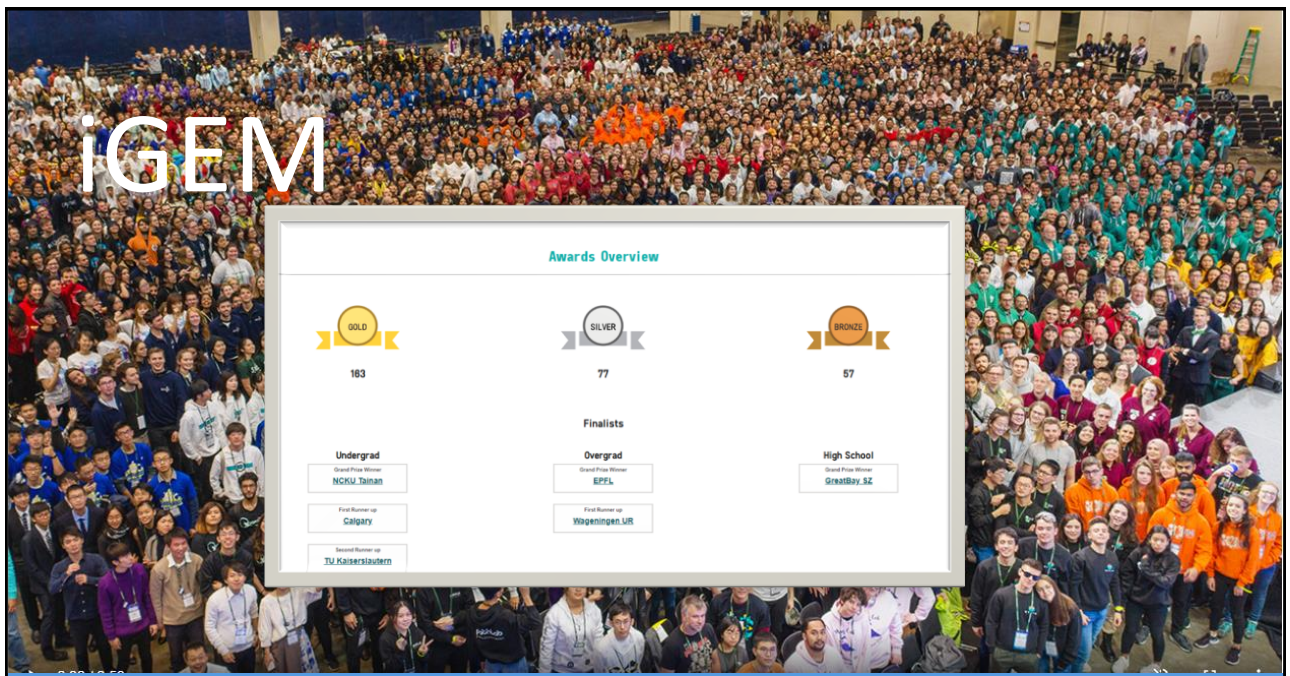 iGEM
Awards Overview
GOLD
SILVER
BRONZE
163
77
57
Finalists
Undergrad
Overgrad
High School
Grand Prize Winner
NCKU Tainan
Grand Prize Winner
EPFL
Grand Prize Winner
GreatBay SZ
First Runner up
Calgary
First Runner up
Wageningen UR
Second Runner up
TU Kaiserslautern